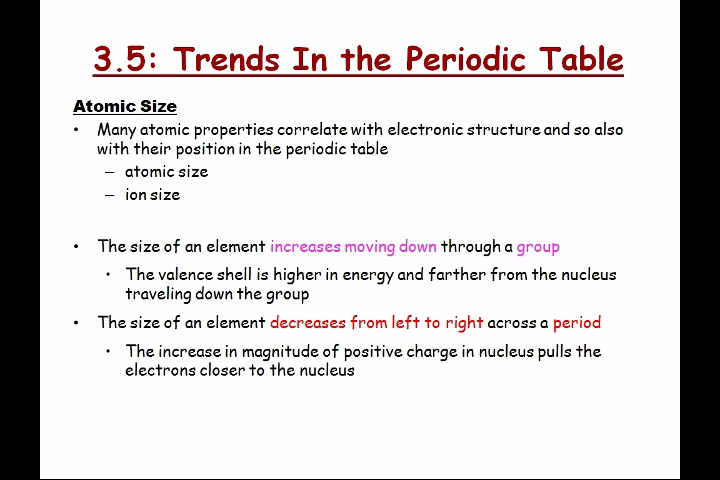 3.5: Trends In the Periodic Table
Atomic Size
• Many atomic properties correlate with electronic structure and so also
with their position in the periodic table
– atomic size
– ion size
• The size of an element increases moving down through a group
• The valence shell is higher in energy and farther from the nucleus
traveling down the group
• The size of an element decreases from left to right across a period
• The increase in magnitude of positive charge in nucleus pulls the
electrons closer to the nucleus